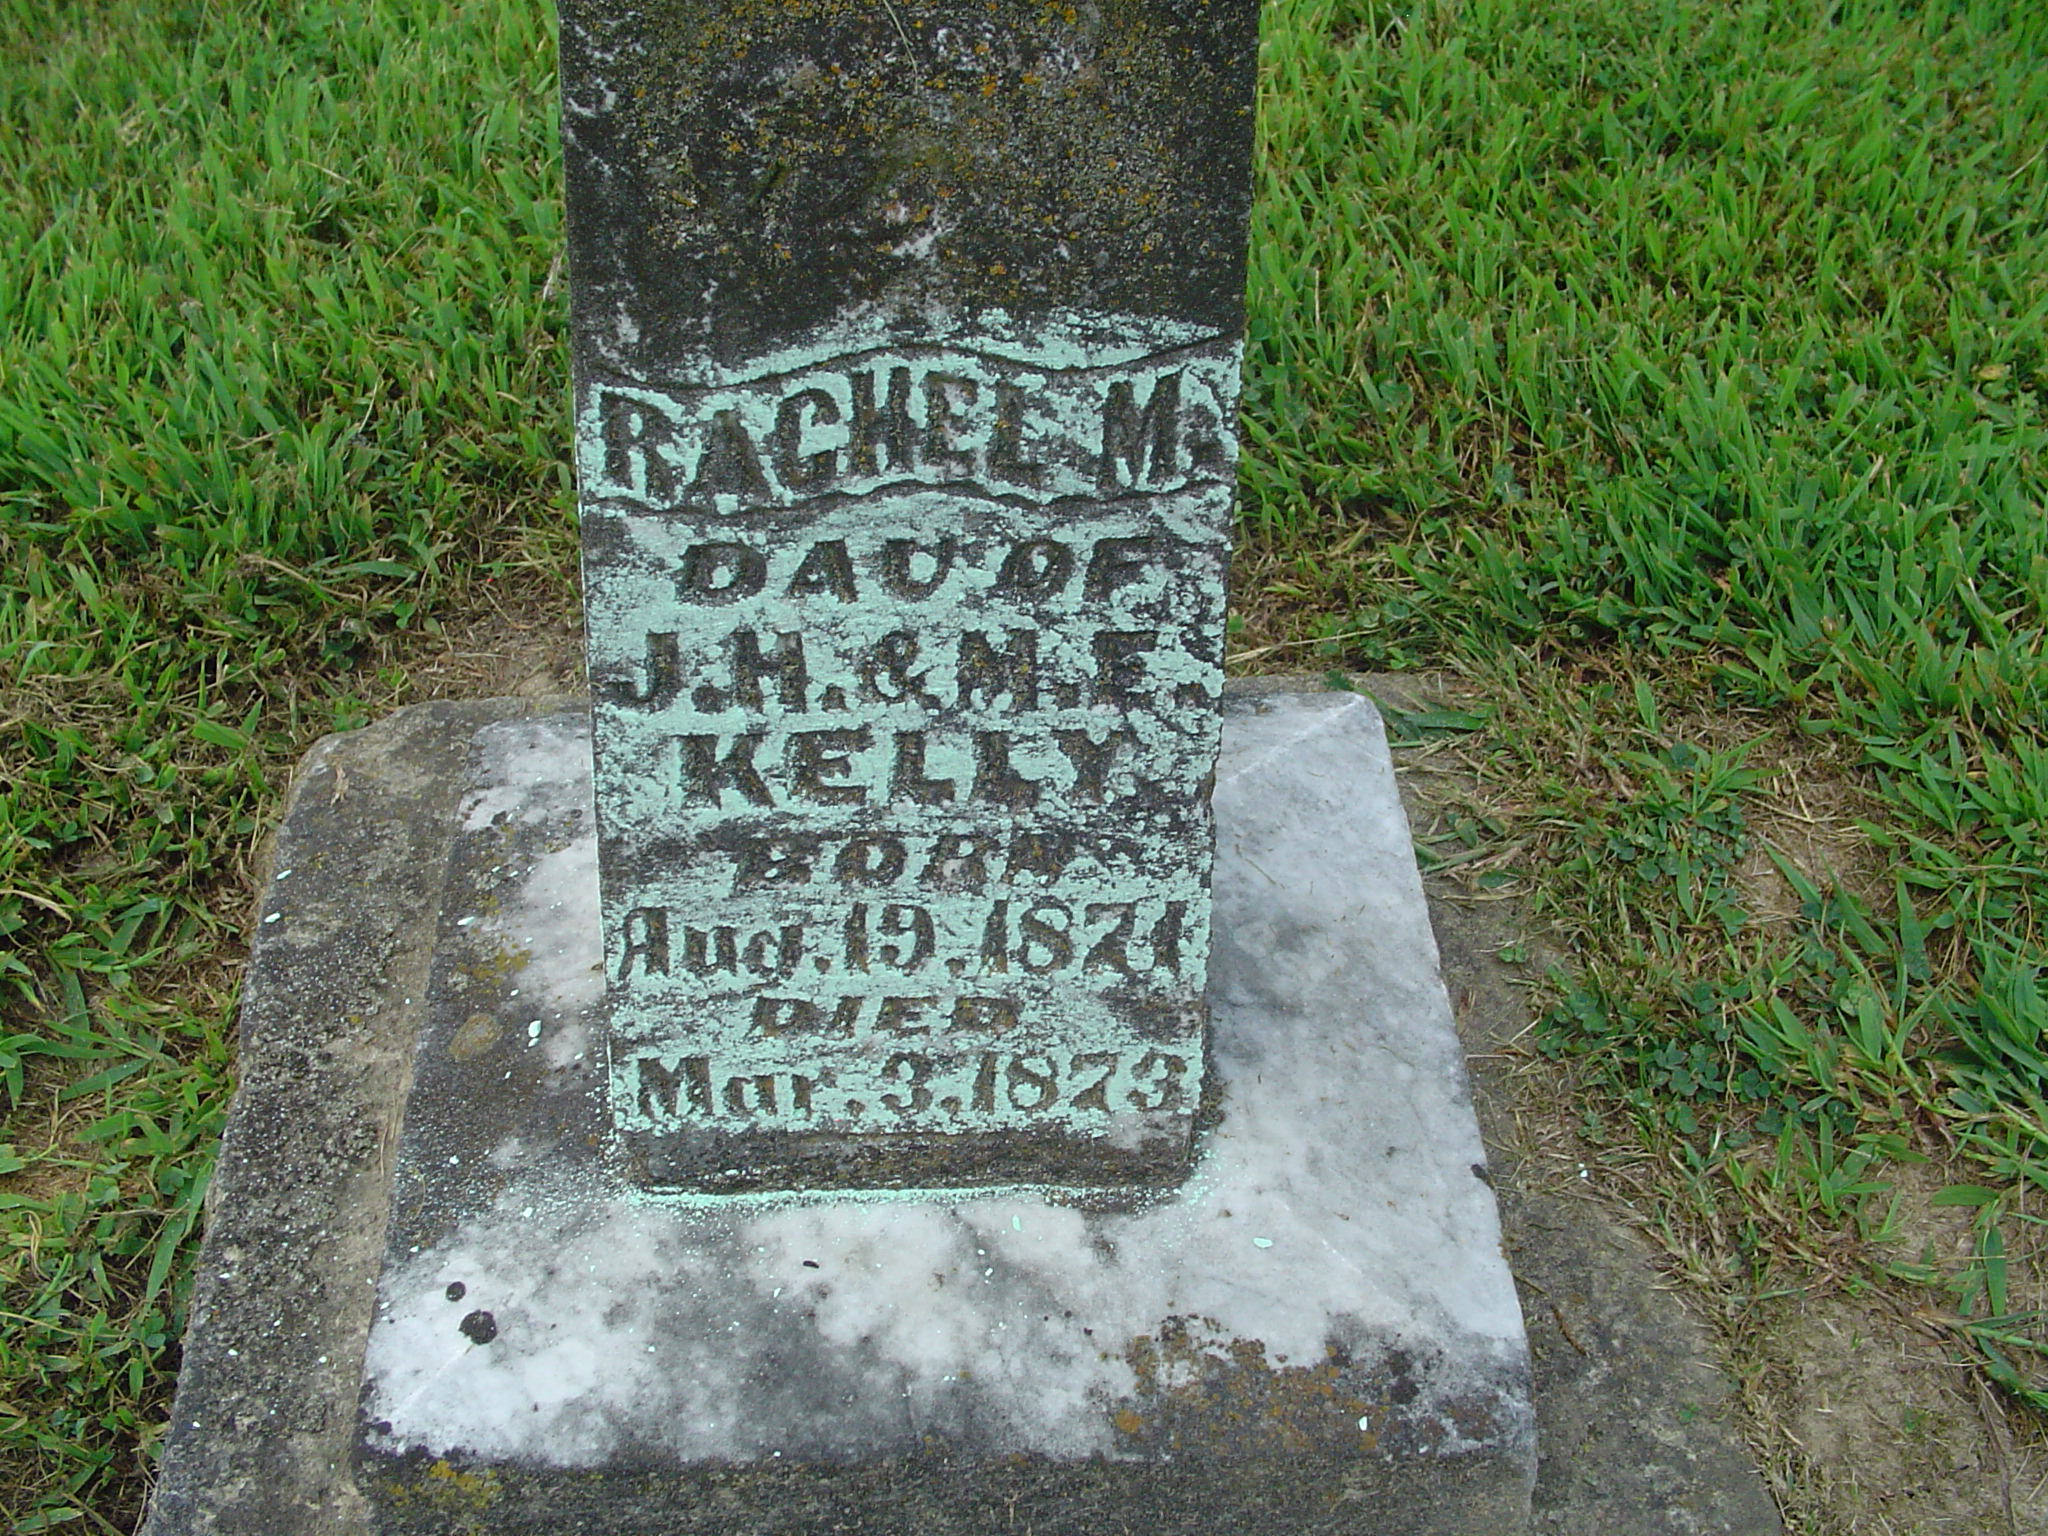 RACHEL M.
DAU OF
J.H. & M.E.
KELLY.
BORN
Aug. 19. 1871
DIED
Mar. 3. 1873